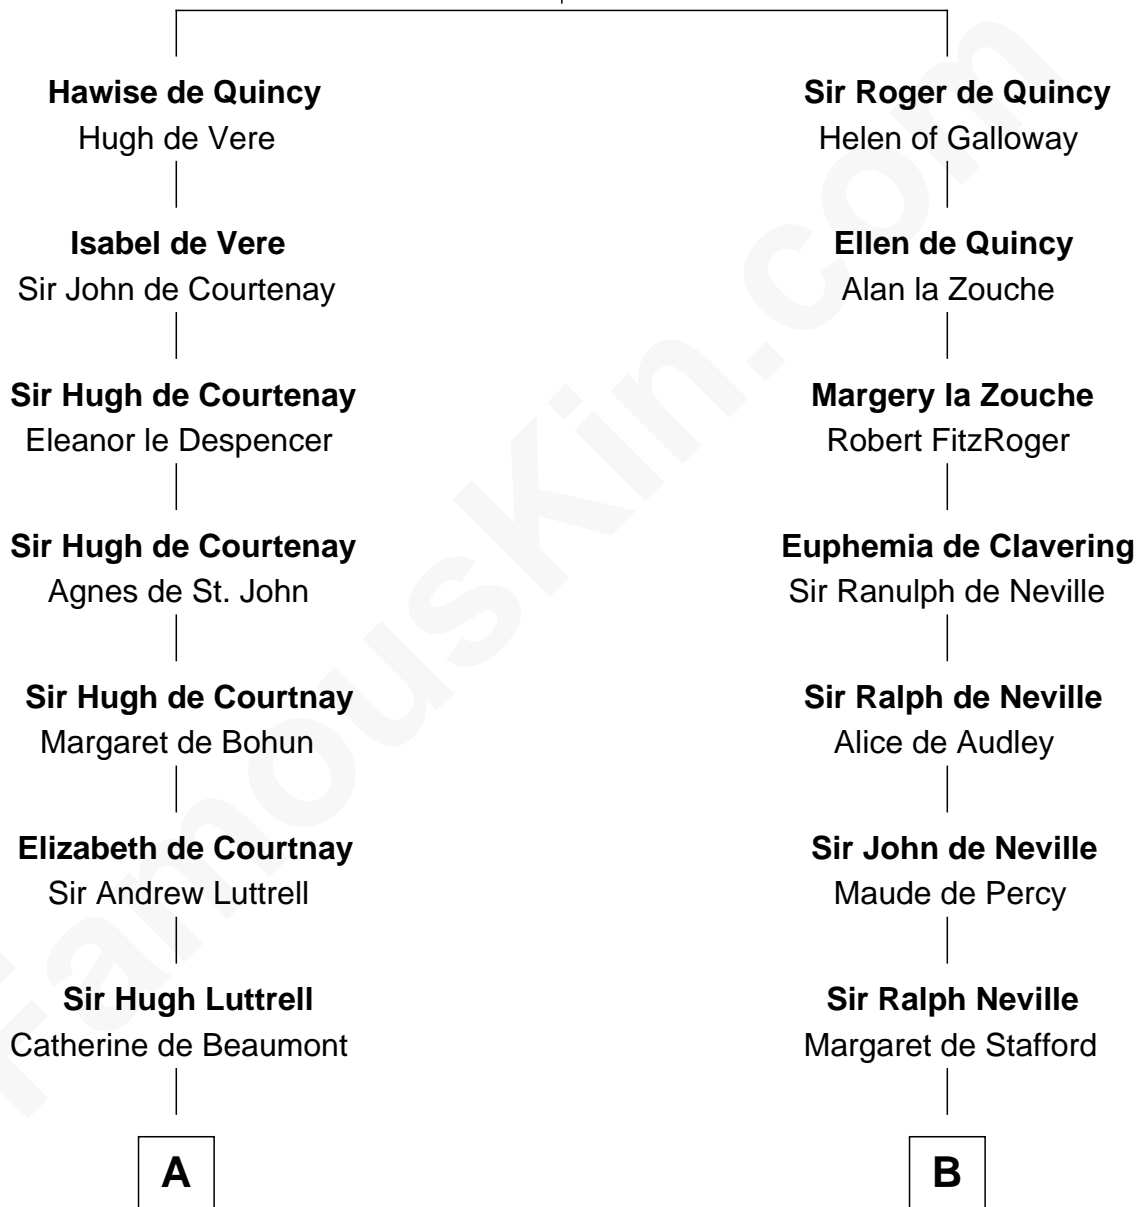 Hawise de Quincy
Hugh de Vere
Isabel de Vere
Sir John de Courtenay
Sir Hugh de Courtenay
Eleanor le Despencer
Sir Hugh de Courtenay
Agnes de St. John
Sir Hugh de Courtnay
Margaret de Bohun
Elizabeth de Courtnay
Sir Andrew Luttrell
Sir Hugh Luttrell
Catherine de Beaumont
A
Sir Roger de Quincy
Helen of Galloway
Ellen de Quincy
Alan la Zouche
Margery la Zouche
Robert FitzRoger
Euphemia de Clavering
Sir Ranulph de Neville
Sir Ralph de Neville
Alice de Audley
Sir John de Neville
Maude de Percy
Sir Ralph Neville
Margaret de Stafford
B
FamousKin.com